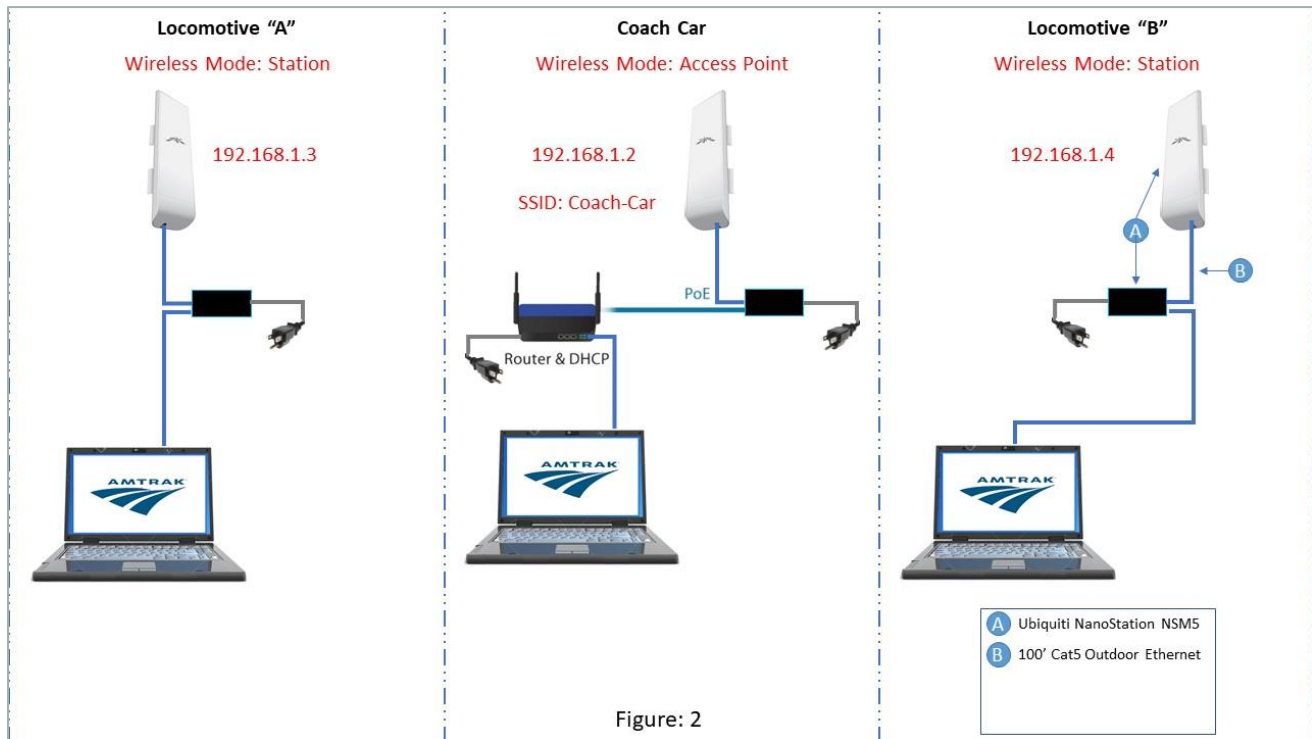 Locomotive “A”
Wireless Mode: Station
192.168.1.3
AMTRAK
Coach Car
Wireless Mode: Access Point
192.168.1.2
SSID: Coach-Car
PoE
Router & DHCP
AMTRAK
Locomotive “B”
Wireless Mode: Station
192.168.1.4
A
B
AMTRAK
A Ubiquiti NanoStation NSM5
B 100’ Cat5 Outdoor Ethernet
Figure: 2